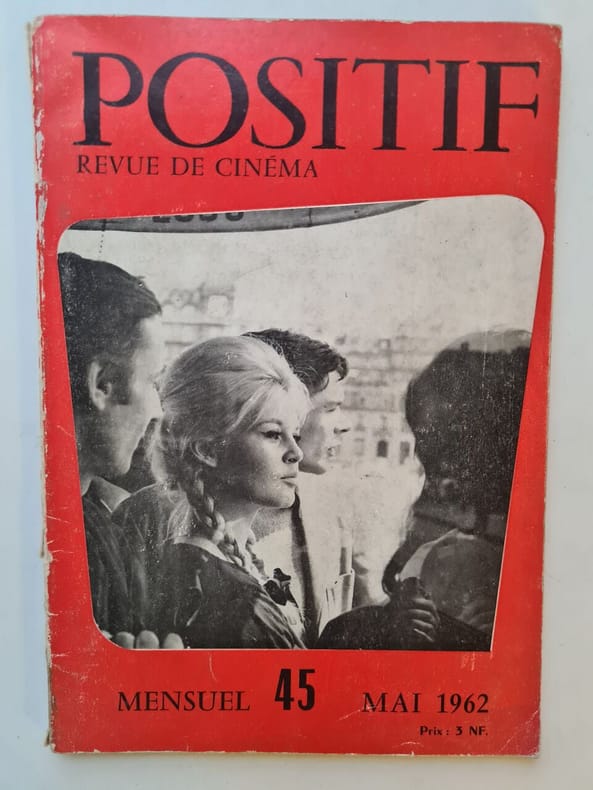 POSITIF
REVUE DE CINÉMA
MENSUEL 45 MAI 1962
Prix : 3 NF.